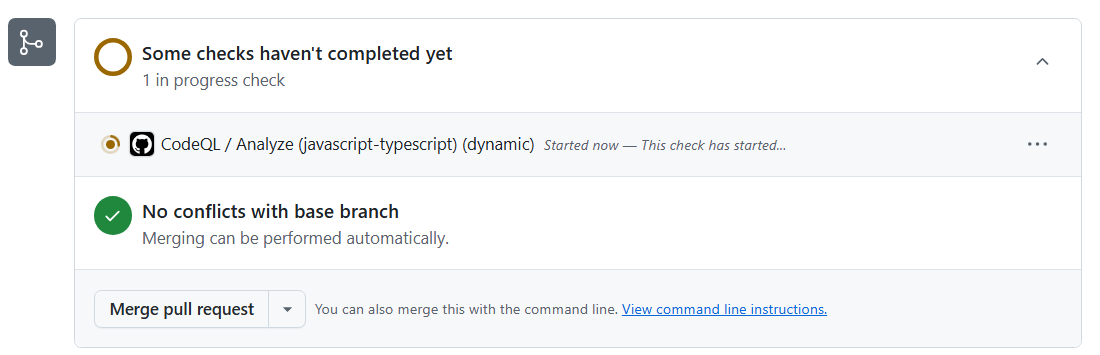 Some checks haven't completed yet
1 in progress check
CodeQL / Analyze (javascript-typescript) (dynamic) Started now — This check has started...
No conflicts with base branch
Merging can be performed automatically.
Merge pull request You can also merge this with the command line. View command line instructions.